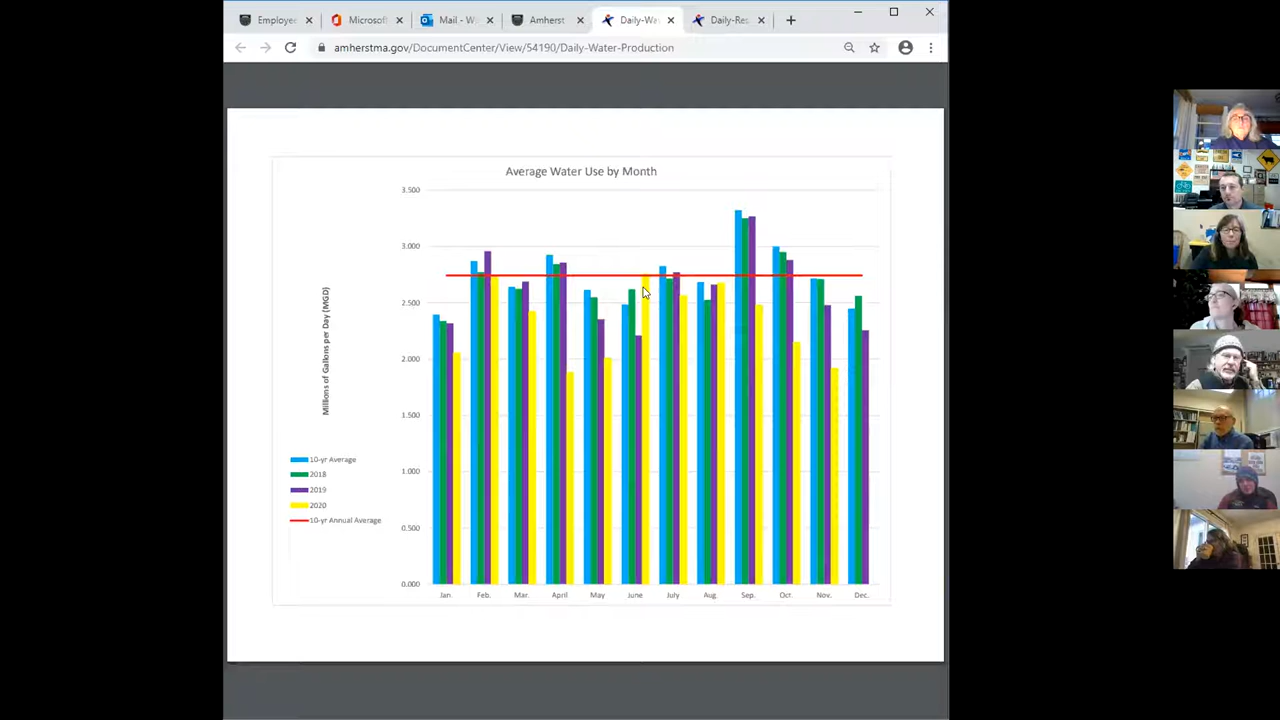 Employee
Microsoft
Mail - W
Amherst
Daily-Wa
Daily-Res
amherstma.gov/DocumentCenter/View/54190/Daily-Water-Production
Average Water Use by Month
Millions of Gallons per Day (MGD)
3.500
3.000
2.500
2.000
1.500
1.000
0.500
0.000
10-yr Average
2018
2019
2020
10-yr Annual Average
Jan.
Feb.
Mar.
April
May
June
July
Aug.
Sep.
Oct.
Nov.
Dec.